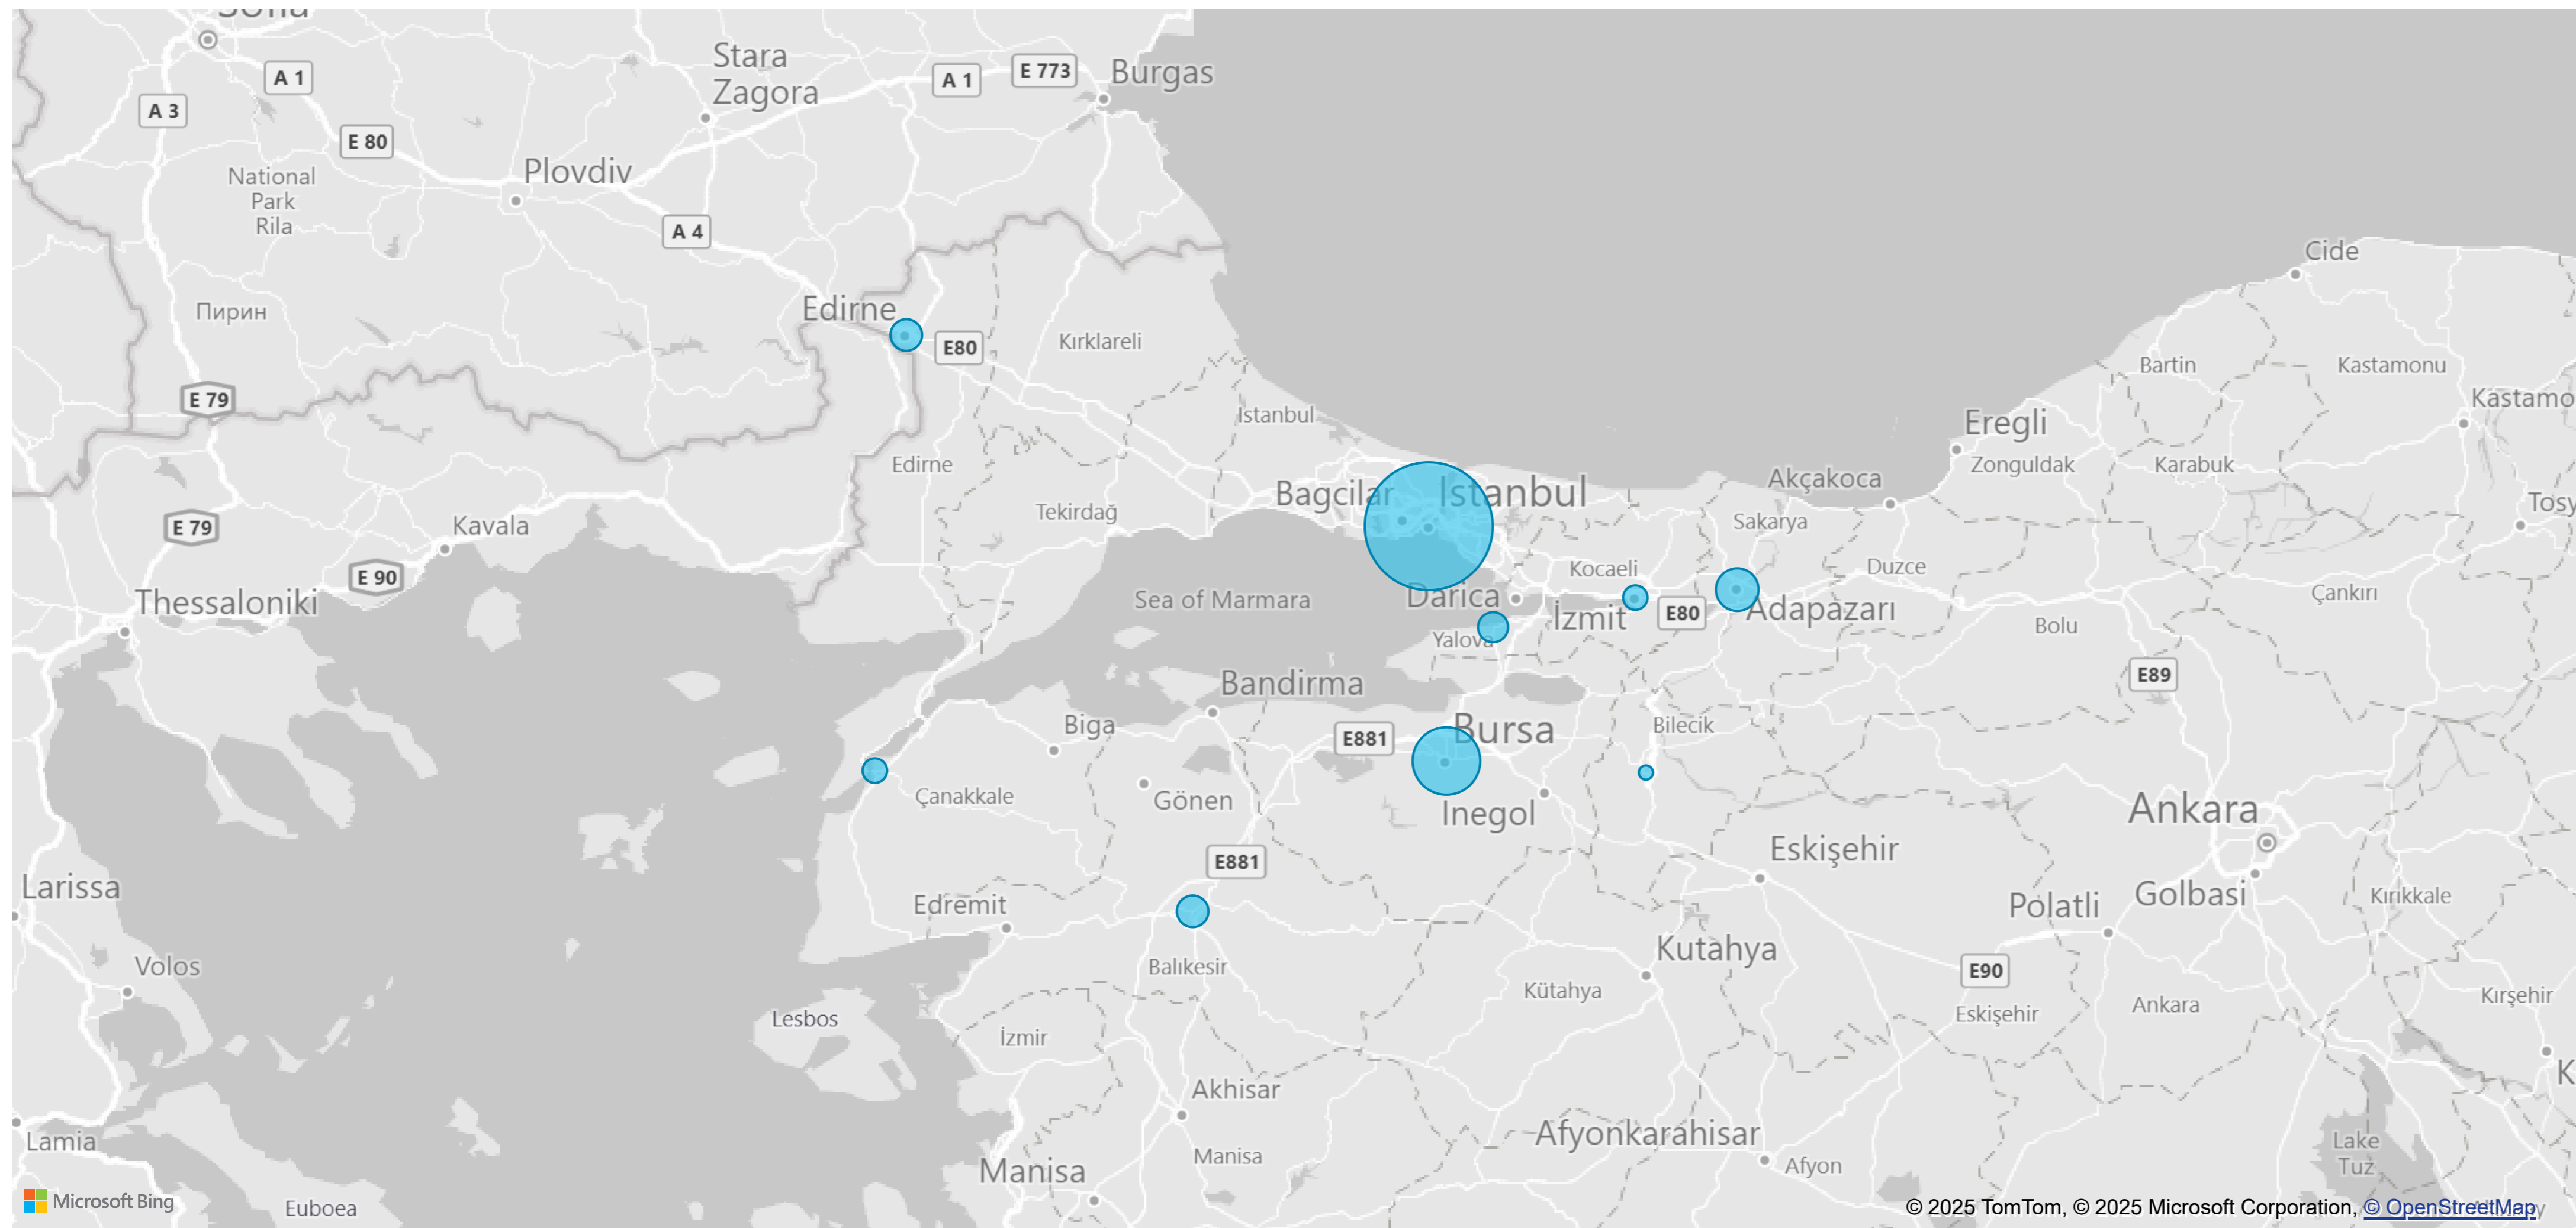 Sofia
A 1
A 3
E 80
National
Park
Rila
Plovdiv
Stara
Zagora
A 1
E 773
Burgas
A 4
Пирин
Edirne
E80
Kırklareli
E 79
Edirne
Istanbul
Tekirdağ
Bagcilar
Istanbul
E 79
Kavala
E 90
Thessaloniki
Sea of Marmara
Darica
Yalova
Kocaeli
İzmit
E80
Adapazarı
Sakarya
Akçakoca
Duzce
Eregli
Zonguldak
Cide
Bartin
Kastamonu
Kastamo
Karabuk
Tosy
Çankırı
Bolu
E89
Bandirma
Biga
Gönen
Çanakkale
E881
Bursa
Inegol
Bilecik
E881
Edremit
Balıkesir
Eskişehir
Ankara
Golbasi
Polatli
Kırıkkale
E90
Eskişehir
Ankara
Kırşehir
K
Kutahya
Kütahya
Larissa
Volos
Lamia
Euboea
Lesbos
İzmir
Akhisar
Manisa
Manisa
Afyonkarahisar
Afyon
Lake
Tuz
Microsoft Bing
© 2025 TomTom, © 2025 Microsoft Corporation, © OpenStreetMap